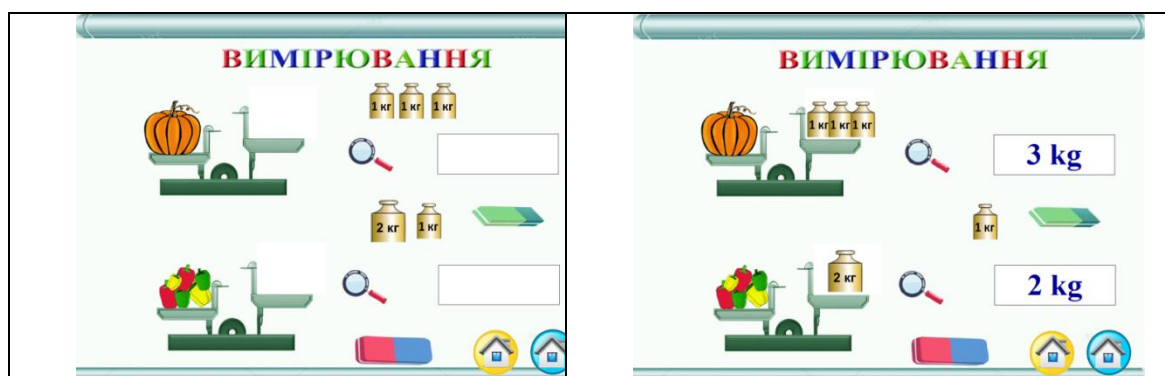 ВИМІРЮВАННЯ
1 кг 1 кг 1 кг
2 кг 1 кг
ВИМІРЮВАННЯ
1 кг 1 кг 1 кг
3 kg
1 кг
2 кг
2 kg